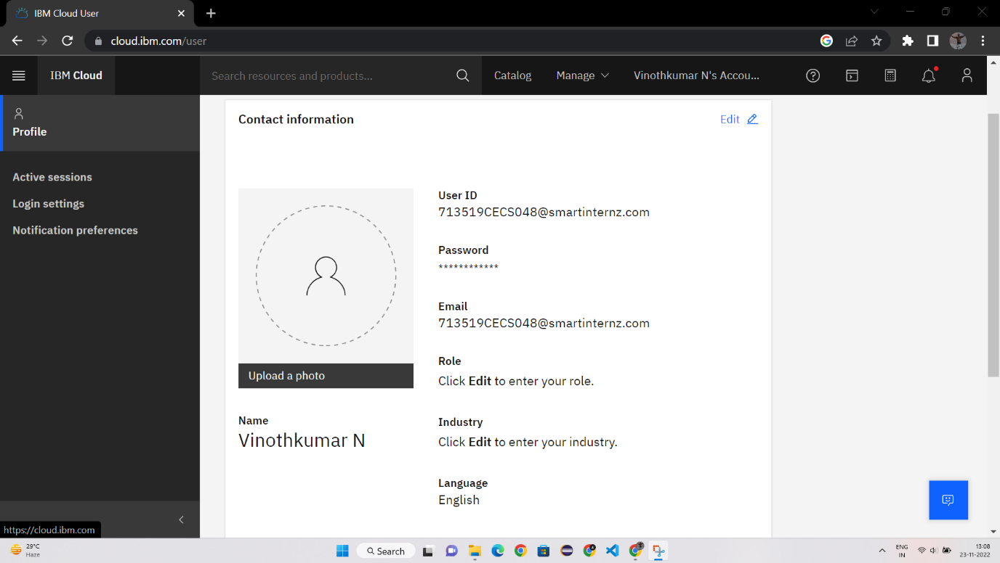 IBM Cloud User
cloud.ibm.com/user
IBM Cloud
Search resources and products...
Catalog
Manage
Vinothkumar N's Accou...
Profile
Active sessions
Login settings
Notification preferences
Contact information
Edit
Upload a photo
Name
Vinothkumar N
User ID
713519CECS048@smartinternz.com
Password
************
Email
713519CECS048@smartinternz.com
Role
Click Edit to enter your role.
Industry
Click Edit to enter your industry.
Language
English
https://cloud.ibm.com
29°C
Haze
Search
ENG
IN
13:08
23-11-2022